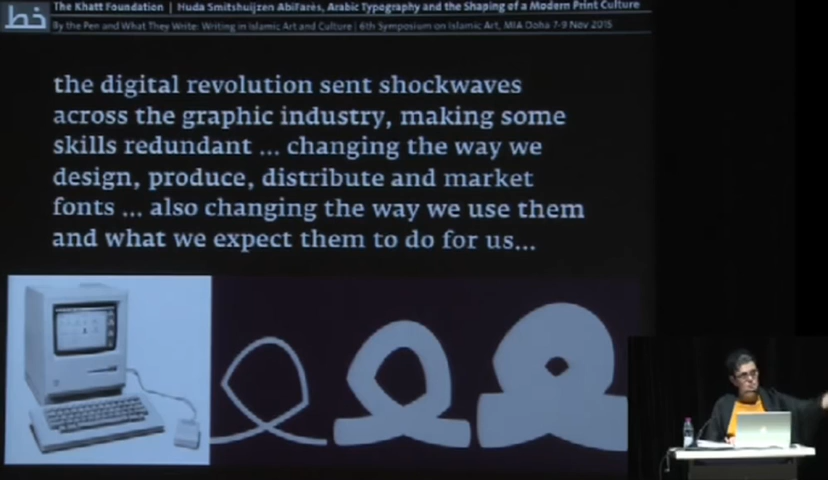 خط
The Khatt Foundation | Huda Smitshuijzen AbiFarès, Arabic Typography and the Shaping of a Modern Print Culture
By the Pen and What They Write: Writing in Islamic Art and Culture | 6th Symposium on Islamic Art, MIA Doha 7-9 Nov 2015
the digital revolution sent shockwaves
across the graphic industry, making some
skills redundant ... changing the way we
design, produce, distribute and market
fonts ... also changing the way we use them
and what we expect them to do for us...